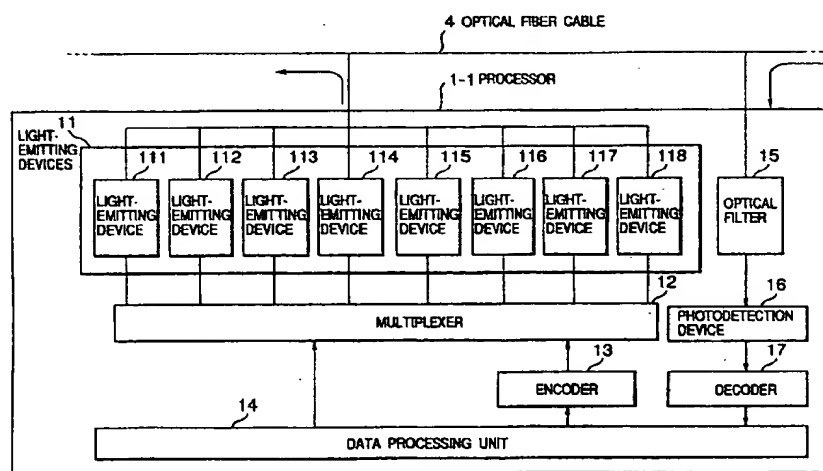 4 OPTICAL FIBER CABLE
1-1 PROCESSOR
11
LIGHT-
EMITTING
DEVICES
111
112
113
114
115
116
117
118
LIGHT-
EMITTING
DEVICE
LIGHT-
EMITTING
DEVICE
LIGHT-
EMITTING
DEVICE
LIGHT-
EMITTING
DEVICE
LIGHT-
EMITTING
DEVICE
LIGHT-
EMITTING
DEVICE
LIGHT-
EMITTING
DEVICE
LIGHT-
EMITTING
DEVICE
15
OPTICAL
FILTER
12
MULTIPLEXER
16
PHOTODETECTION
DEVICE
13
ENCODER
17
DECODER
14
DATA PROCESSING UNIT